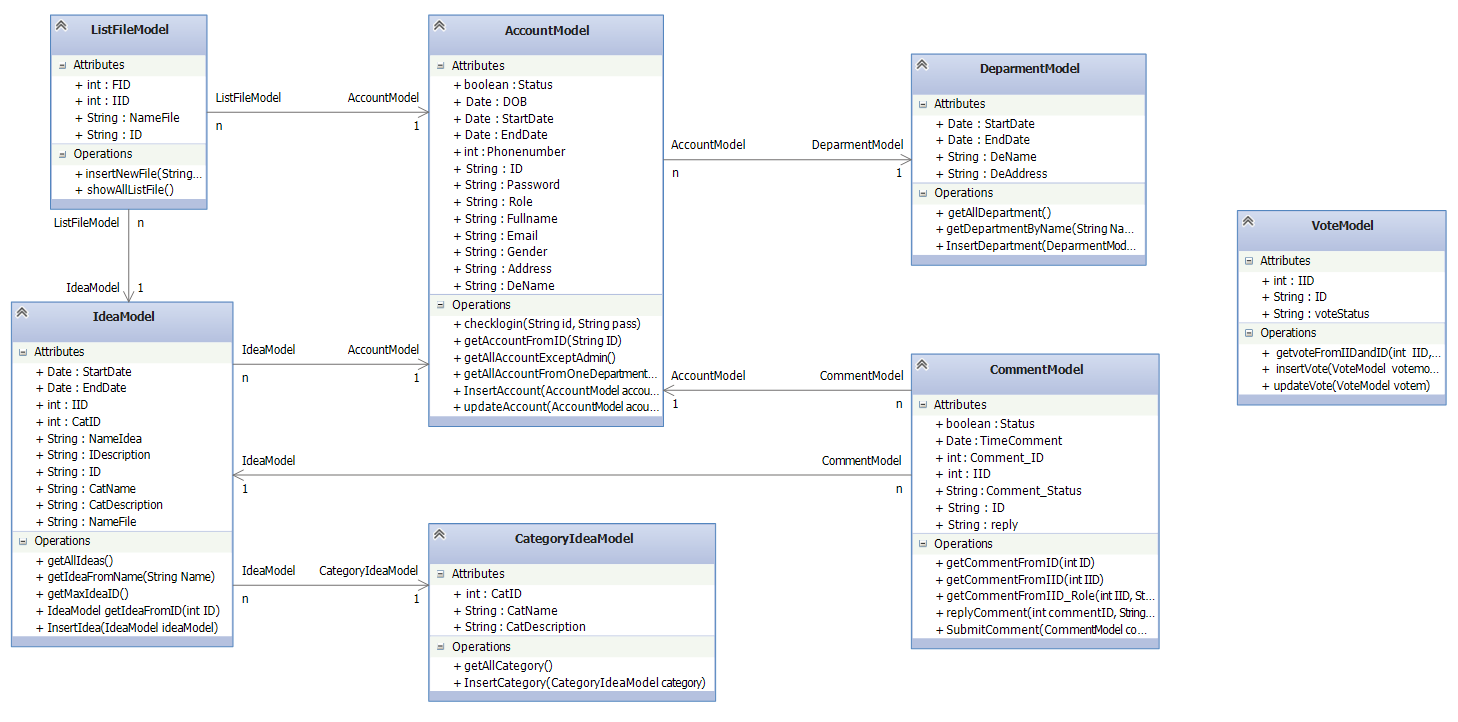 ListFileModel
Attributes
+ int : FID
+ int : IID
+ String : NameFile
+ String : ID
Operations
+ insertNewFile(String...
+ showAllListFile()
ListFileModel
AccountModel
n
1
ListFileModel
n
IdeaModel
1
AccountModel
Attributes
+ boolean : Status
+ Date : DOB
+ Date : StartDate
+ Date : EndDate
+ int : Phonenumber
+ String : ID
+ String : Password
+ String : Role
+ String : Fullname
+ String : Email
+ String : Gender
+ String : Address
+ String : DeName
Operations
+ checklogin(String id, String pass)
+ getAccountFromID(String ID)
+ getAllAccountExceptAdmin()
+ getAllAccountFromOneDepartment...
+ InsertAccount(AccountModel accou...
+ updateAccount(AccountModel acou...
AccountModel
DeparmentModel
n
1
DeparmentModel
Attributes
+ Date : StartDate
+ Date : EndDate
+ String : DeName
+ String : DeAddress
Operations
+ getAllDepartment()
+ getDepartmentByName(String Na...
+ InsertDepartment(DeparmentMod...
VoteModel
Attributes
+ int : IID
+ String : ID
+ String : voteStatus
Operations
+ getvoteFromIIDandID(int IID,...
+ insertVote(VoteModel votemo...
+ updateVote(VoteModel votem)
IdeaModel
Attributes
+ Date : StartDate
+ Date : EndDate
+ int : IID
+ int : CatID
+ String : NameIdea
+ String : IDescription
+ String : ID
+ String : CatName
+ String : CatDescription
+ String : NameFile
Operations
+ getAllIdeas()
+ getIdeaFromName(String Name)
+ getMaxIdeaID()
+ IdeaModel getIdeaFromID(int ID)
+ InsertIdea(IdeaModel ideaModel)
IdeaModel
AccountModel
n
1
AccountModel
CommentModel
1
n
IdeaModel
CommentModel
1
n
IdeaModel
CategoryIdeaModel
n
1
CategoryIdeaModel
Attributes
+ int : CatID
+ String : CatName
+ String : CatDescription
Operations
+ getAllCategory()
+ InsertCategory(CategoryIdeaModel category)
CommentModel
Attributes
+ boolean : Status
+ Date : TimeComment
+ int : Comment_ID
+ int : IID
+ String : Comment_Status
+ String : ID
+ String : reply
Operations
+ getCommentFromID(int ID)
+ getCommentFromIID(int IID)
+ getCommentFromIID_Role(int IID, St...
+ replyComment(int commentID, String...
+ SubmitComment(CommentModel co...